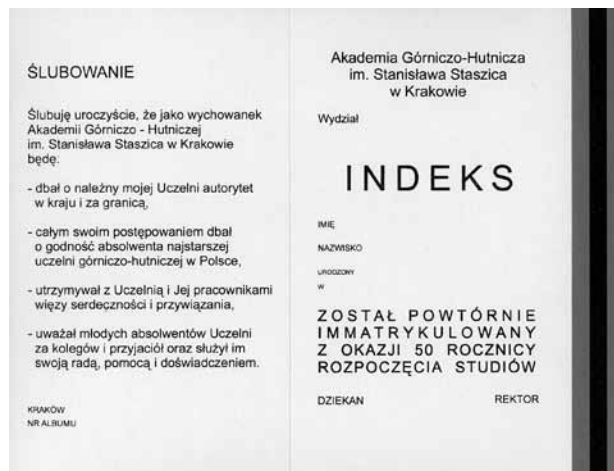 ŚLUBOWANIE
Ślubuję uroczyście, że jako wychowanek
Akademii Górniczo - Hutniczej
im. Stanisława Staszica w Krakowie
będę:
- dbał o należny mojej Uczelni autorytet
w kraju i za granicą,
- całym swoim postępowaniem dbał
o godność absolwenta najstarszej
uczelni górniczo-hutniczej w Polsce,
- utrzymywał z Uczelnią i Jej pracownikami
więzy serdeczności i przywiązania,
- uważał młodych absolwentów Uczelni
za kolegów i przyjaciół oraz służył im
swoją radą, pomocą i doświadczeniem.
KRAKÓW
NR ALBUMU
Akademia Górniczo-Hutnicza
im. Stanisława Staszica
w Krakowie
Wydział
INDEKS
IMIĘ
NAZWISKO
URODZONY
W
ZOSTAŁ POWTÓRNIE
IMMATRYKULOWANY
Z OKAZJI 50 ROCZNICY
ROZPOCZĘCIA STUDIÓW
DZIEKAN REKTOR